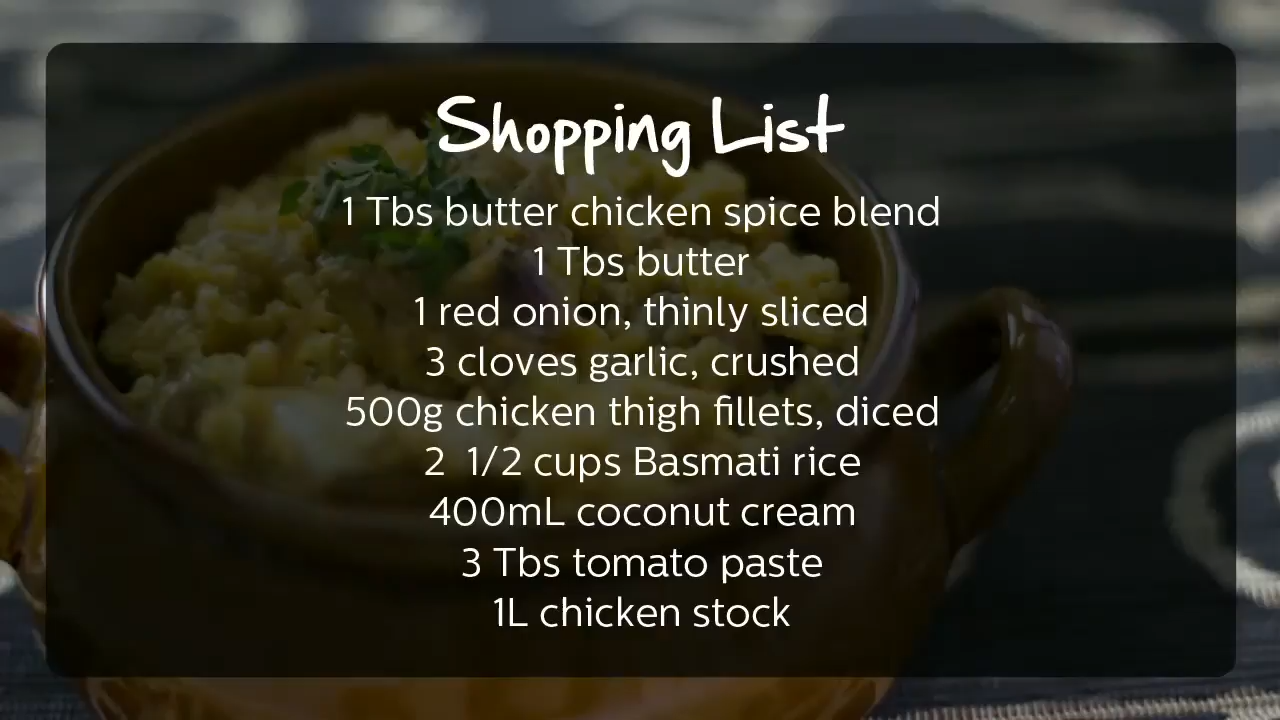 Shopping List
1 Tbs butter chicken spice blend
1 Tbs butter
1 red onion, thinly sliced
3 cloves garlic, crushed
500g chicken thigh fillets, diced
2  1/2 cups Basmati rice
400mL coconut cream
3 Tbs tomato paste
1L chicken stock